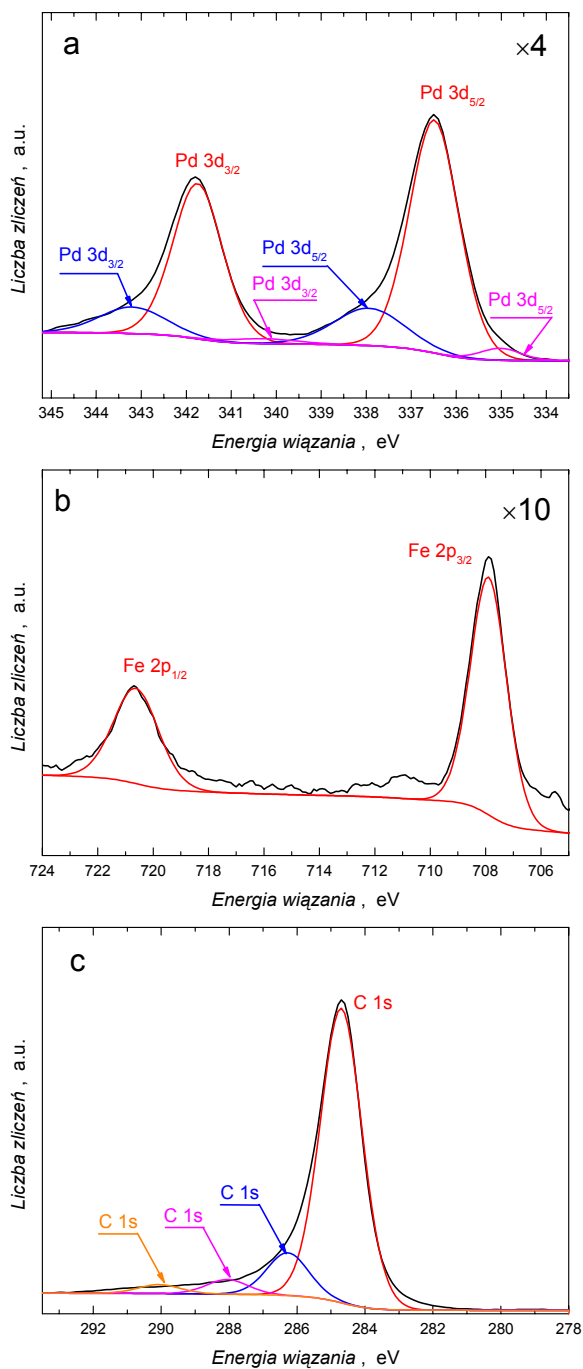 a
×4
Pd 3d5/2
Pd 3d3/2
Pd 3d3/2
Pd 3d5/2
Pd 3d3/2
Pd 3d5/2
Liczba zliczeń , a.u.
345 344 343 342 341 340 339 338 337 336 335 334
Energia wiązania , eV
b
×10
Fe 2p3/2
Fe 2p1/2
Liczba zliczeń , a.u.
724 722 720 718 716 714 712 710 708 706
Energia wiązania , eV
c
C 1s
C 1s
C 1s
C 1s
Liczba zliczeń , a.u.
292 290 288 286 284 282 280 278
Energia wiązania , eV